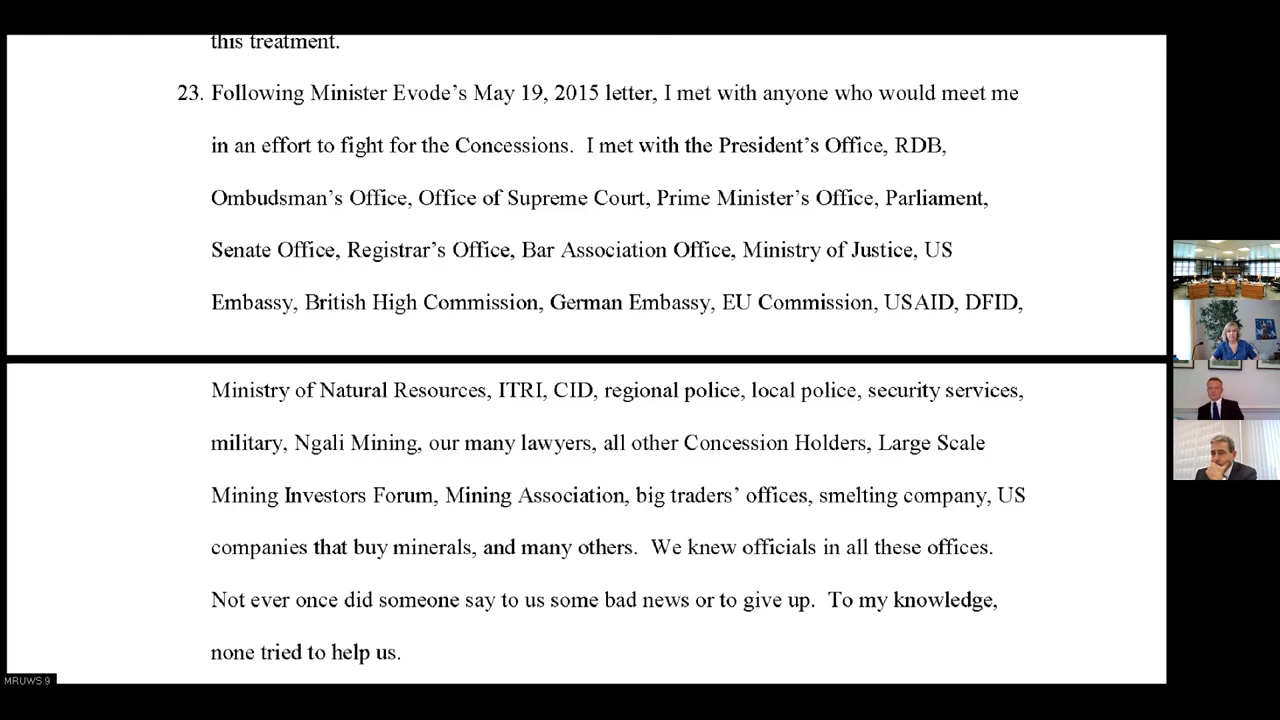 this treatment.
23. Following Minister Evode’s May 19, 2015 letter, I met with anyone who would meet me
in an effort to fight for the Concessions.  I met with the President’s Office, RDB,
Ombudsman’s Office, Office of Supreme Court, Prime Minister’s Office, Parliament,
Senate Office, Registrar’s Office, Bar Association Office, Ministry of Justice, US
Embassy, British High Commission, German Embassy, EU Commission, USAID, DFID,
Ministry of Natural Resources, ITRI, CID, regional police, local police, security services,
military, Ngali Mining, our many lawyers, all other Concession Holders, Large Scale
Mining Investors Forum, Mining Association, big traders’ offices, smelting company, US
companies that buy minerals, and many others.  We knew officials in all these offices.
Not ever once did someone say to us some bad news or to give up.  To my knowledge,
none tried to help us.
MRUWS.9